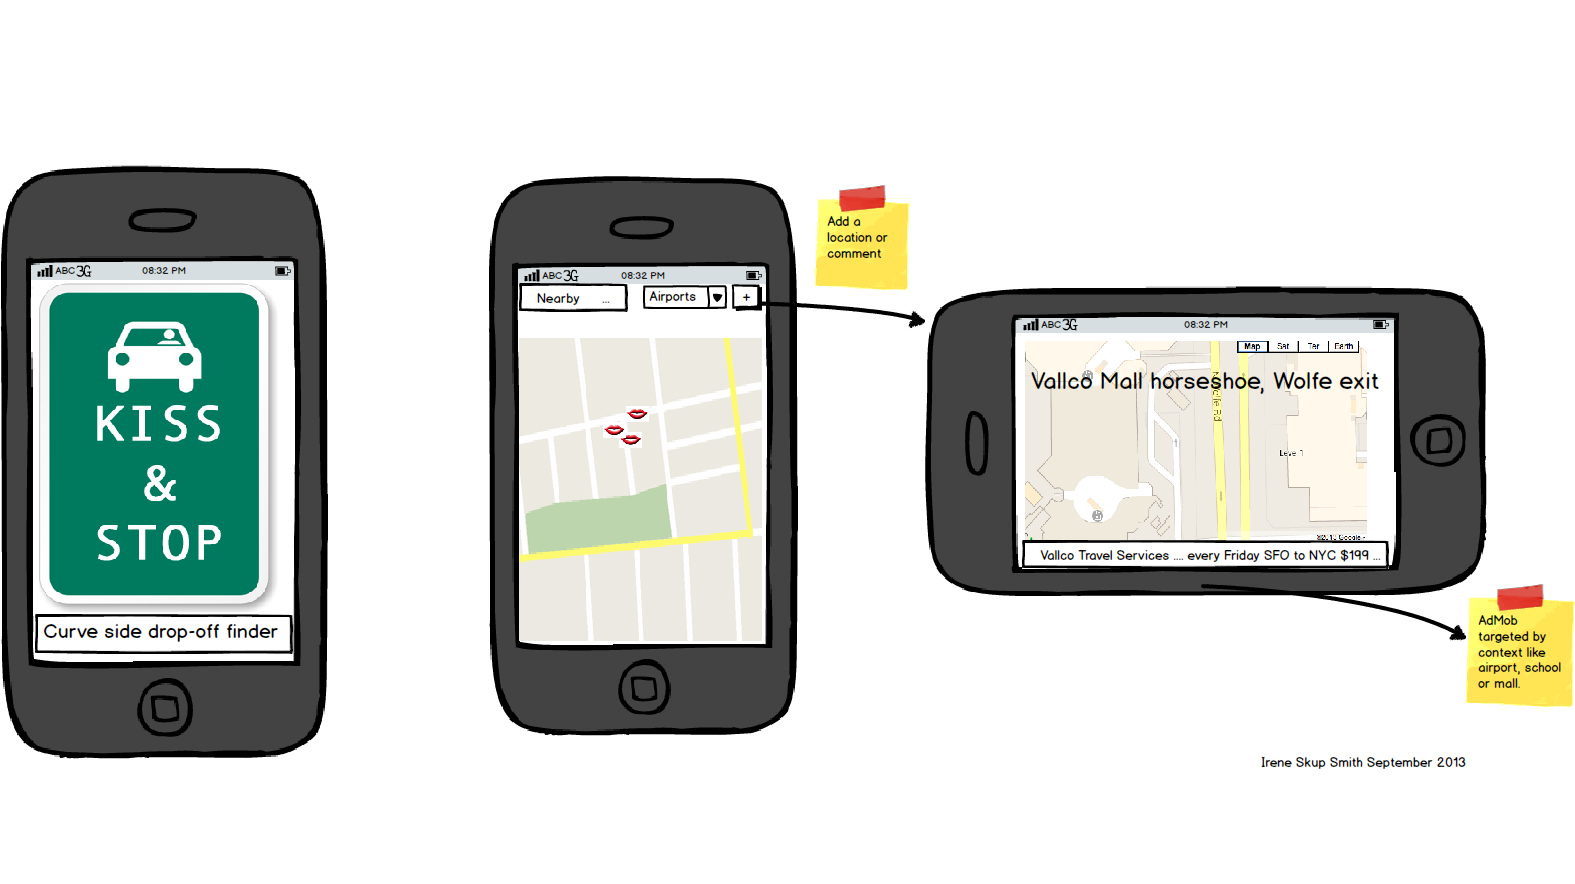 ABC 3G 08:32 PM
KISS
&
STOP
Curve side drop-off finder
ABC 3G 08:32 PM
Nearby ...
Airports
+
Add a
location or
comment
ABC 3G 08:32 PM
Map Sat Ter Earth
Vallco Mall horseshoe, Wolfe exit
Level 1
©2013 Google -
Vallco Travel Services .... every Friday SFO to NYC $199 ...
AdMob
targeted by
context like
airport, school
or mall.
Irene Skup Smith September 2013